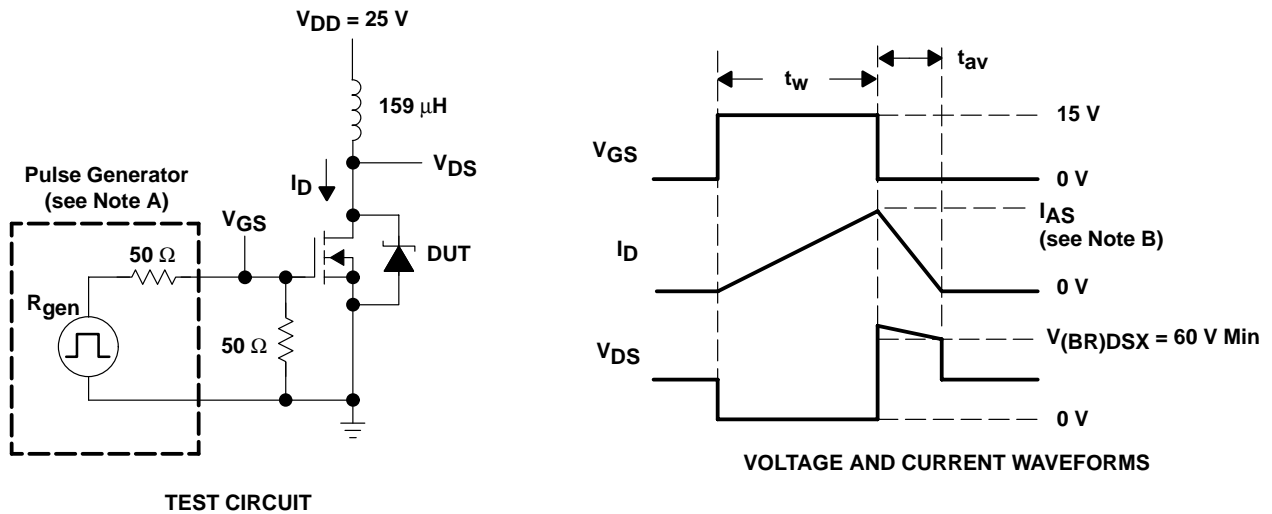 VDD = 25 V
159 μH
VDS
ID
Pulse Generator
(see Note A)
VGS
50 Ω
DUT
Rgen
50 Ω
TEST CIRCUIT
tw
tav
15 V
VGS
0 V
IAS
(see Note B)
ID
0 V
V(BR)DSX = 60 V Min
VDS
0 V
VOLTAGE AND CURRENT WAVEFORMS